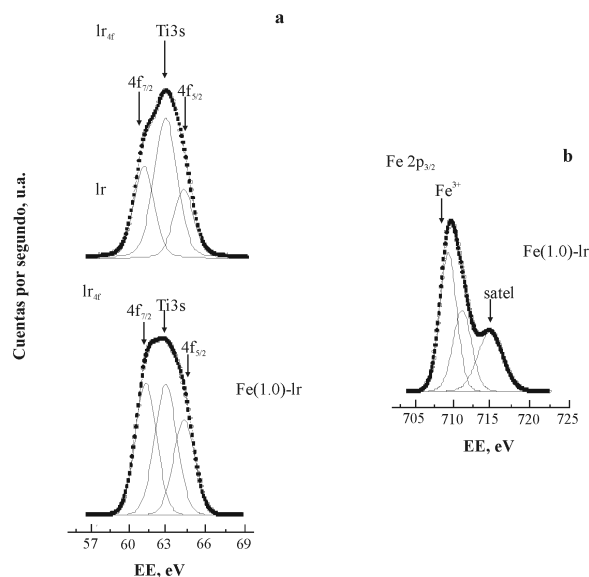 a
Ir4f
Ti3s
4f7/2
4f5/2
Ir
Cuentas por segundo, u.a.
Ir4f
Ti3s
4f7/2
4f5/2
Fe(1.0)-Ir
57 60 63 66 69
EE, eV
b
Fe 2p3/2
Fe3+
Fe(1.0)-Ir
satel
705 710 715 720 725
EE, eV